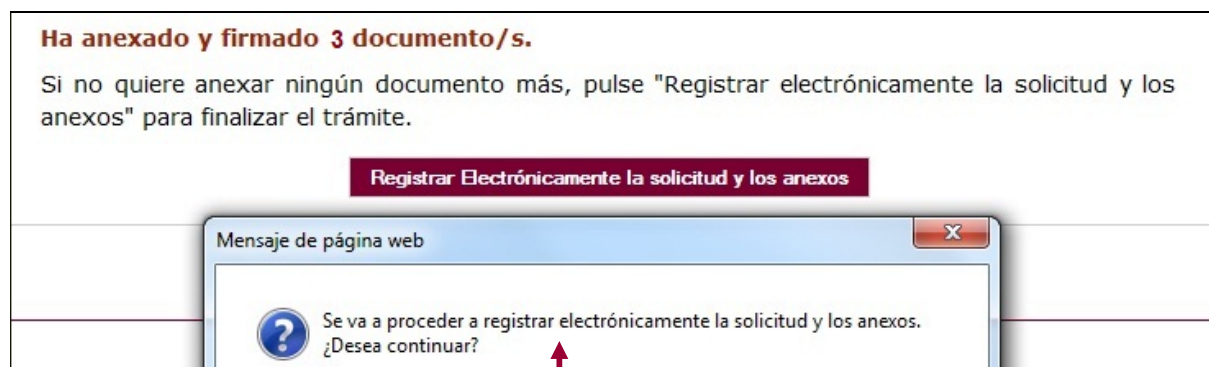 Ha anexado y firmado 3 documento/s.
Si no quiere anexar ningún documento más, pulse "Registrar electrónicamente la solicitud y los
anexos" para finalizar el trámite.
Registrar Electrónicamente la solicitud y los anexos
Mensaje de página web
Se va a proceder a registrar electrónicamente la solicitud y los anexos.
¿Desea continuar?